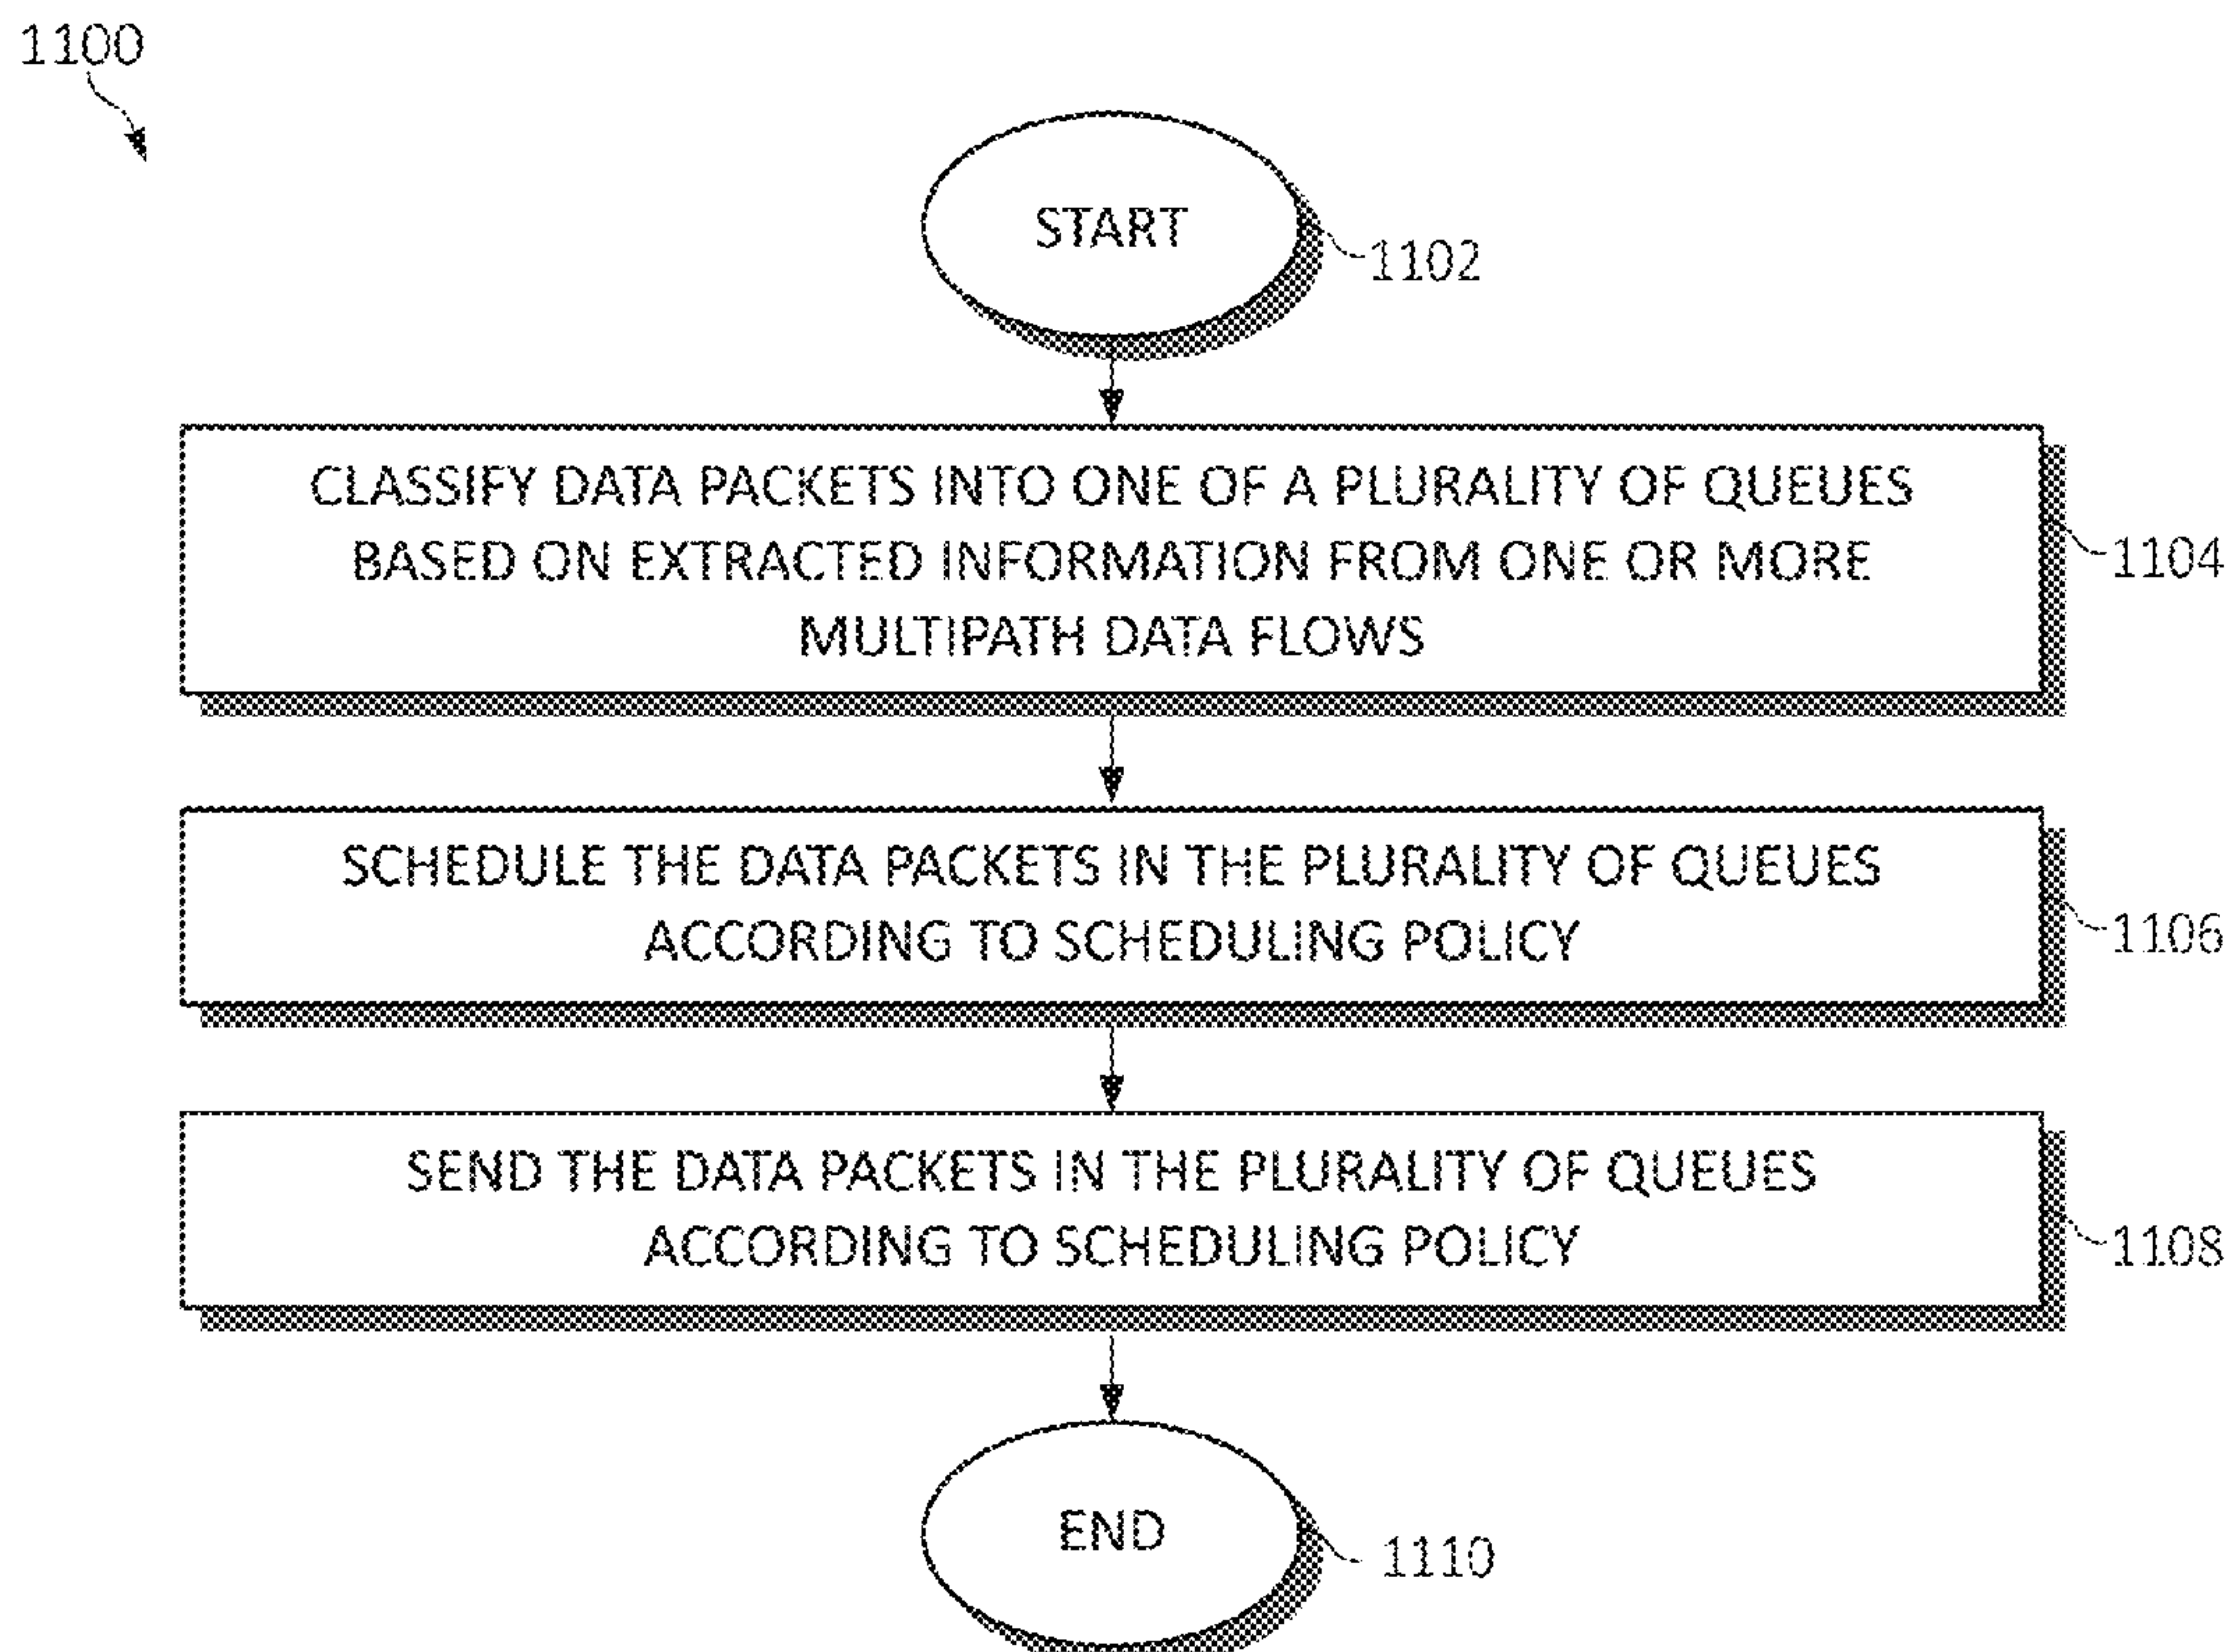 1100
START
1102
CLASSIFY DATA PACKETS INTO ONE OF A PLURALITY OF QUEUES
BASED ON EXTRACTED INFORMATION FROM ONE OR MORE
MULTIPATH DATA FLOWS
1104
SCHEDULE THE DATA PACKETS IN THE PLURALITY OF QUEUES
ACCORDING TO SCHEDULING POLICY
1106
SEND THE DATA PACKETS IN THE PLURALITY OF QUEUES
ACCORDING TO SCHEDULING POLICY
1108
END
1110